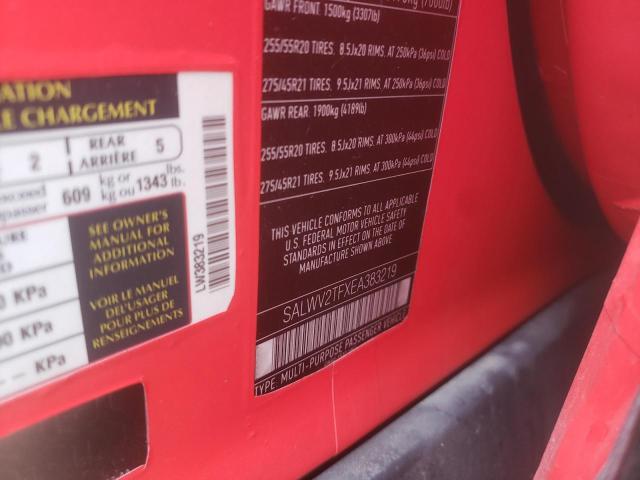 ATION
E CHARGEMENT
2 REAR ARRIÈRE 5
609 kg or kg ou 1343 lbs. lb.
SEE OWNER'S
MANUAL FOR
ADDITIONAL
INFORMATION
VOIR LE
MANUEL DE
L'USAGER
POUR PLUS DE
RENSEIGNEMENTS
0 KPa
00 KPa
-- KPa
LW383219
GAWR FRONT 1500kg (3307lb)
255/55R20 TIRES. 8.5Jx20 RIMS. AT 250kPa (36psi) COLD
275/45R21 TIRES. 9.5Jx21 RIMS. AT 250kPa (36psi) COLD
GAWR REAR. 1900kg (4189lb)
255/55R20 TIRES. 8.5Jx20 RIMS. AT 300kPa (44psi) COLD
275/45R21 TIRES. 9.5Jx21 RIMS. AT 300kPa (44psi) COLD
THIS VEHICLE CONFORMS TO ALL APPLICABLE
U.S. FEDERAL MOTOR VEHICLE SAFETY
STANDARDS IN EFFECT ON THE DATE OF
MANUFACTURE SHOWN ABOVE.
SALWV2TFXEA383219
TYPE: MULTI-PURPOSE PASSENGER VEHICLE